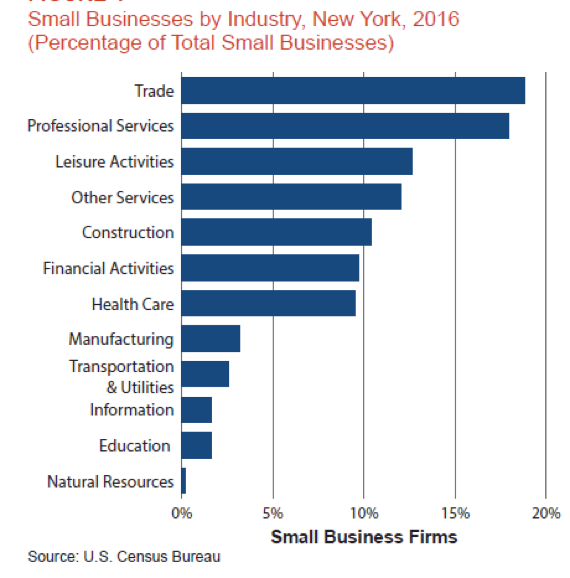 Small Businesses by Industry, New York, 2016
(Percentage of Total Small Businesses)
Trade
Professional Services
Leisure Activities
Other Services
Construction
Financial Activities
Health Care
Manufacturing
Transportation
& Utilities
Information
Education
Natural Resources
0% 5% 10% 15% 20%
Small Business Firms
Source: U.S. Census Bureau